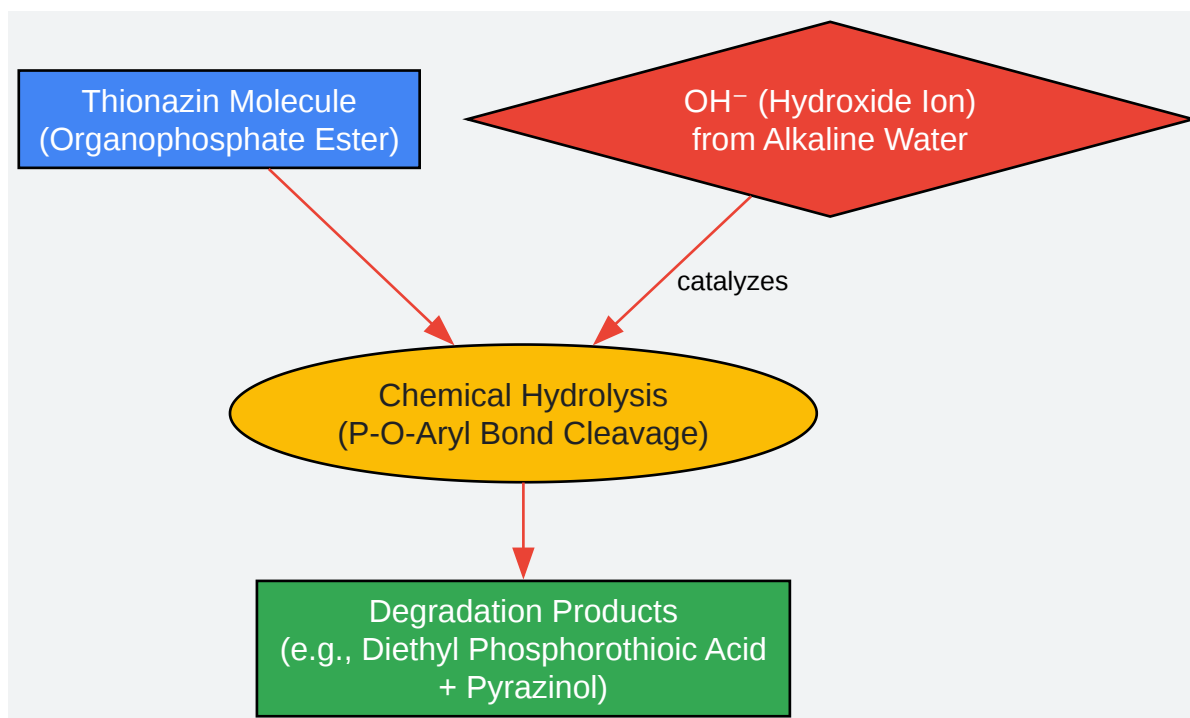 Thionazin Molecule
(Organophosphate Ester)
OH⁻ (Hydroxide Ion)
from Alkaline Water
catalyzes
Chemical Hydrolysis
(P-O-Aryl Bond Cleavage)
Degradation Products
(e.g., Diethyl Phosphorothioic Acid
+ Pyrazinol)